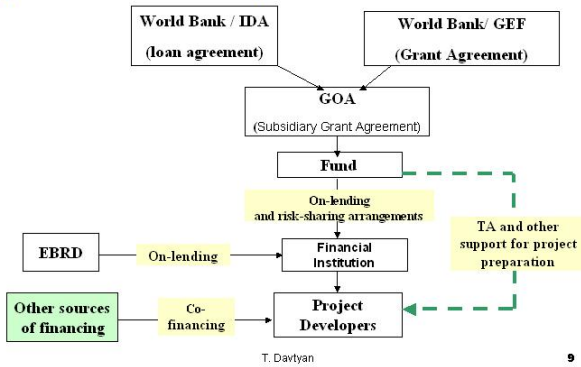 World Bank / IDA
(loan agreement)
World Bank/ GEF
(Grant Agreement)
GOA
(Subsidiary Grant Agreement)
Fund
On-lending
and risk-sharing arrangements
TA and other
support for project
preparation
EBRD
On-lending
Financial
Institution
Other sources
of financing
Co-
financing
Project
Developers
T. Davtyan
9